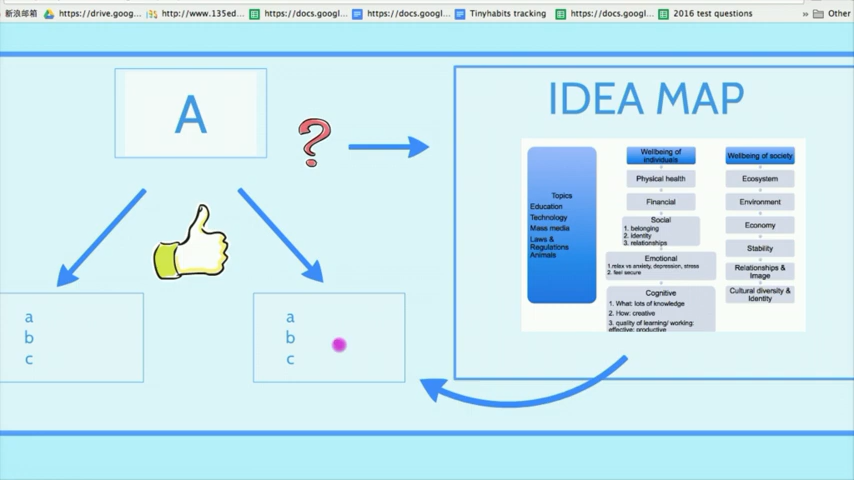 新浪邮箱 https://drive.goog... http://www.135ed... https://docs.googl... https://docs.googl... Tinyhabits tracking https://docs.googl... 2016 test questions » Other
A
?
IDEA MAP
Topics
Education
Technology
Mass media
Laws &
Regulations
Animals
Wellbeing of
individuals
Physical health
Financial
Social
1. belonging
2. identity
3. relationships
Emotional
1.relax vs anxiety, depression, stress
2. feel secure
Cognitive
1. What: lots of knowledge
2. How: creative
3. quality of learning/ working:
effective; productive
Wellbeing of society
Ecosystem
Environment
Economy
Stability
Relationships &
Image
Cultural diversity &
Identity
a
b
c
a
b
c